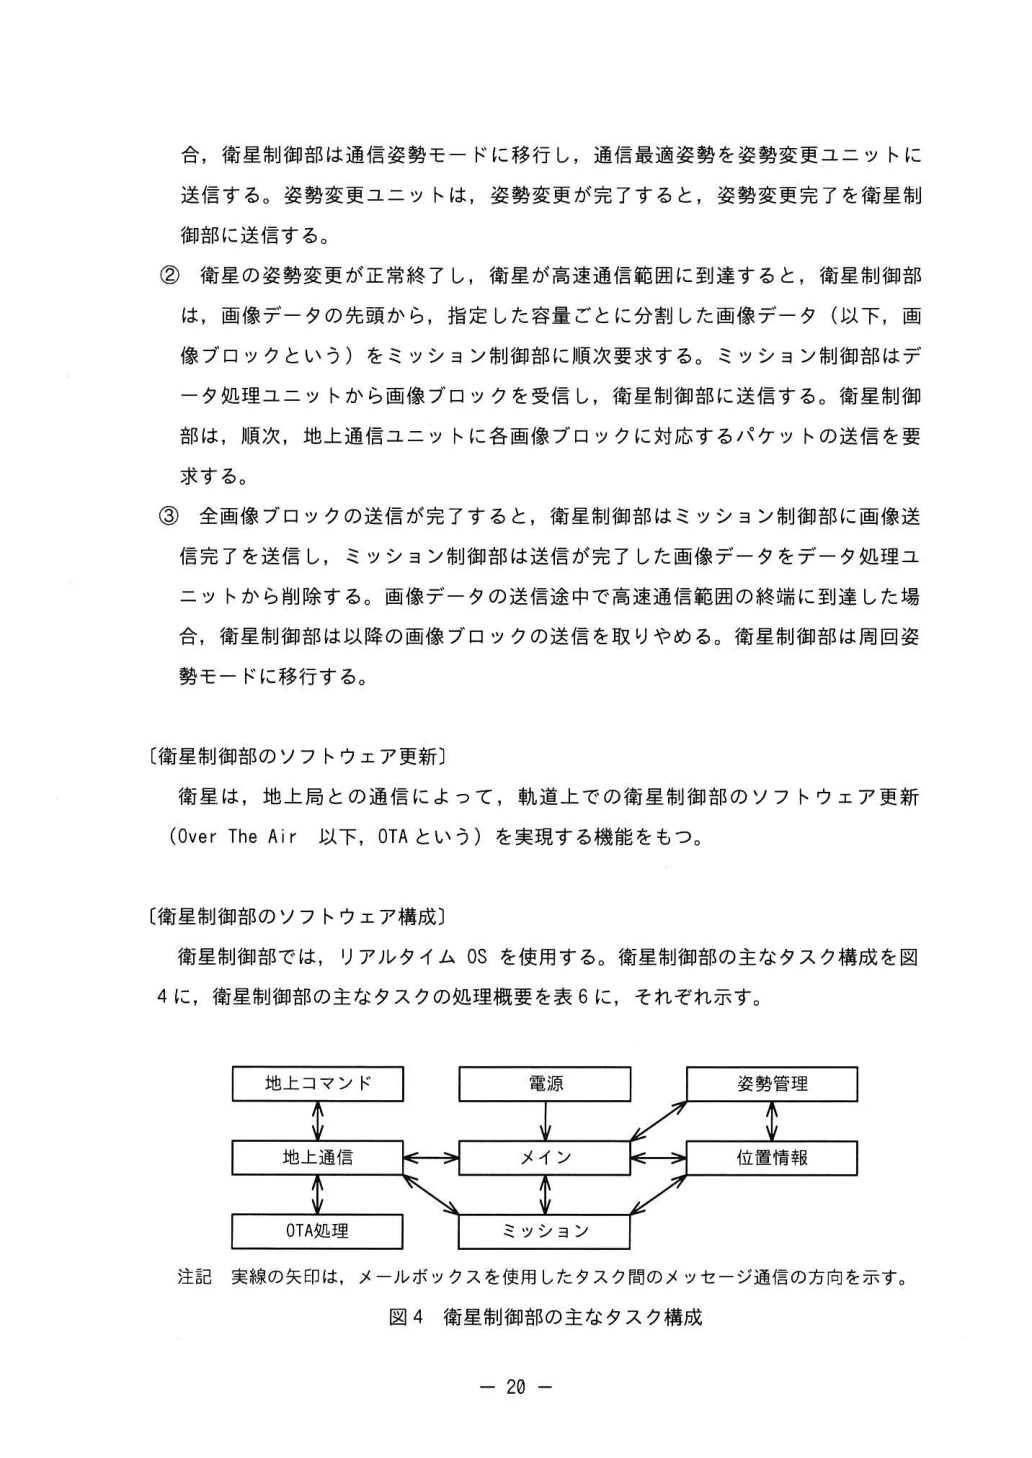 合，衛星制御部は通信姿勢モードに移行し，通信最適姿勢を姿勢変更ユニットに
送信する。姿勢変更ユニットは，姿勢変更が完了すると，姿勢変更完了を衛星制
御部に送信する。
② 衛星の姿勢変更が正常終了し，衛星が高速通信範囲に到達すると，衛星制御部
は，画像データの先頭から，指定した容量ごとに分割した画像データ（以下，画
像ブロックという）をミッション制御部に順次要求する。ミッション制御部はデ
ータ処理ユニットから画像ブロックを受信し，衛星制御部に送信する。衛星制御
部は，順次，地上通信ユニットに各画像ブロックに対応するパケットの送信を要
求する。
③ 全画像ブロックの送信が完了すると，衛星制御部はミッション制御部に画像送
信完了を送信し，ミッション制御部は送信が完了した画像データをデータ処理ユ
ニットから削除する。画像データの送信途中で高速通信範囲の終端に到達した場
合，衛星制御部は以降の画像ブロックの送信を取りやめる。衛星制御部は周回姿
勢モードに移行する。
〔衛星制御部のソフトウェア更新〕
衛星は，地上局との通信によって，軌道上での衛星制御部のソフトウェア更新
（Over The Air 以下，OTA という）を実現する機能をもつ。
〔衛星制御部のソフトウェア構成〕
衛星制御部では，リアルタイム OS を使用する。衛星制御部の主なタスク構成を図
4 に，衛星制御部の主なタスクの処理概要を表 6 に，それぞれ示す。
地上コマンド 電源 姿勢管理
地上通信 メイン 位置情報
OTA処理 ミッション
注記 実線の矢印は，メールボックスを使用したタスク間のメッセージ通信の方向を示す。
図 4 衛星制御部の主なタスク構成
－ 20 －